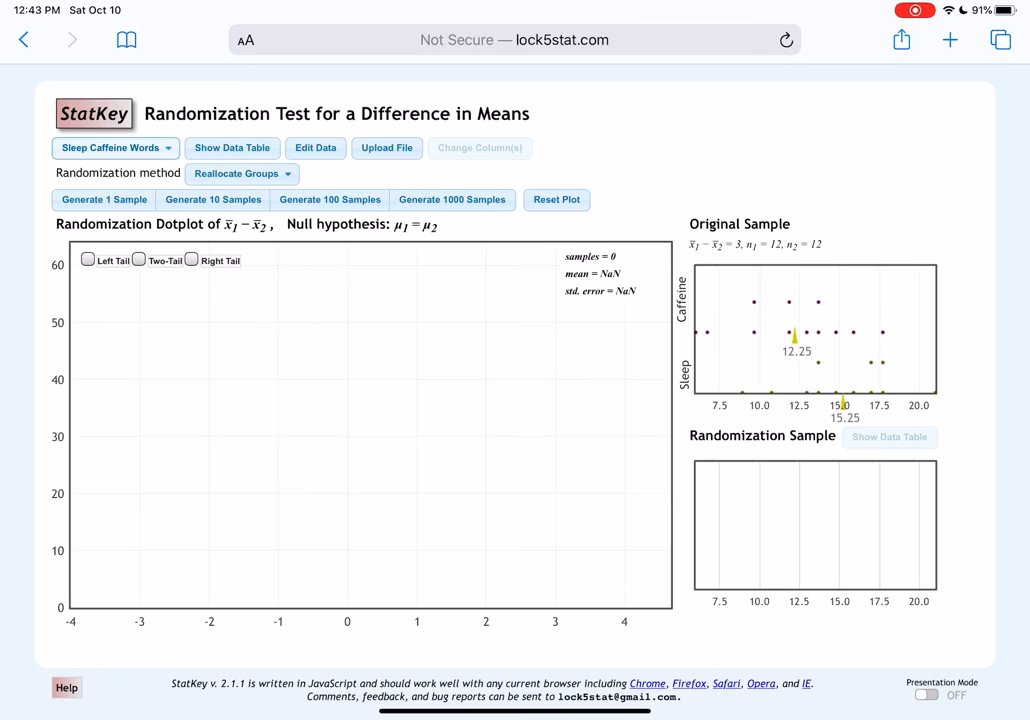 12:43 PM Sat Oct 10
91%
AA
Not Secure — lock5stat.com
StatKey Randomization Test for a Difference in Means
Sleep Caffeine Words Show Data Table Edit Data Upload File Change Column(s)
Randomization method Reallocate Groups
Generate 1 Sample Generate 10 Samples Generate 100 Samples Generate 1000 Samples Reset Plot
Randomization Dotplot of x̅₁ − x̅₂ , Null hypothesis: μ₁ = μ₂
Left Tail Two-Tail Right Tail
samples = 0
mean = NaN
std. error = NaN
60
50
40
30
20
10
0
-4 -3 -2 -1 0 1 2 3 4
Original Sample
x̅₁ − x̅₂ = 3, n₁ = 12, n₂ = 12
Caffeine
Sleep
12.25
7.5 10.0 12.5 15.0 17.5 20.0
15.25
Randomization Sample Show Data Table
7.5 10.0 12.5 15.0 17.5 20.0
Help
StatKey v. 2.1.1 is written in JavaScript and should work well with any current browser including Chrome, Firefox, Safari, Opera, and IE.
Comments, feedback, and bug reports can be sent to lock5stat@gmail.com.
Presentation Mode
OFF